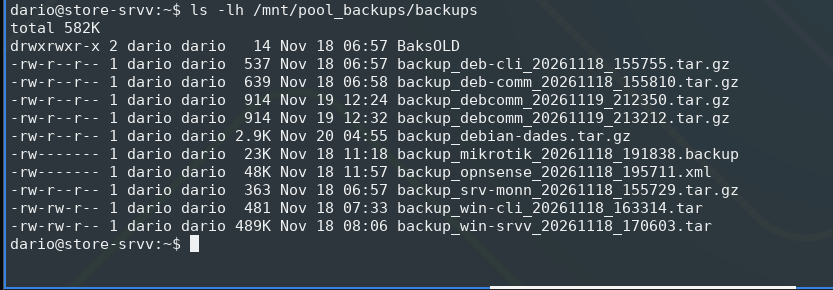 dario@store-srvv:~$ ls -lh /mnt/pool_backups/backups
total 582K
drwxrwxr-x 2 dario dario   14 Nov 18 06:57 BaksOLD
-rw-r--r-- 1 dario dario  537 Nov 18 06:57 backup_deb-cli_20261118_155755.tar.gz
-rw-r--r-- 1 dario dario  639 Nov 18 06:58 backup_deb-comm_20261118_155810.tar.gz
-rw-r--r-- 1 dario dario  914 Nov 19 12:24 backup_debcomm_20261119_212350.tar.gz
-rw-r--r-- 1 dario dario  914 Nov 19 12:32 backup_debcomm_20261119_213212.tar.gz
-rw-r--r-- 1 dario dario 2.9K Nov 20 04:55 backup_debian-dades.tar.gz
-rw------- 1 dario dario  23K Nov 18 11:18 backup_mikrotik_20261118_191838.backup
-rw------- 1 dario dario  48K Nov 18 11:57 backup_opnsense_20261118_195711.xml
-rw-r--r-- 1 dario dario  363 Nov 18 06:57 backup_srv-monn_20261118_155729.tar.gz
-rw-rw-r-- 1 dario dario  481 Nov 18 07:33 backup_win-cli_20261118_163314.tar
-rw-rw-r-- 1 dario dario 489K Nov 18 08:06 backup_win-srvv_20261118_170603.tar
dario@store-srvv:~$